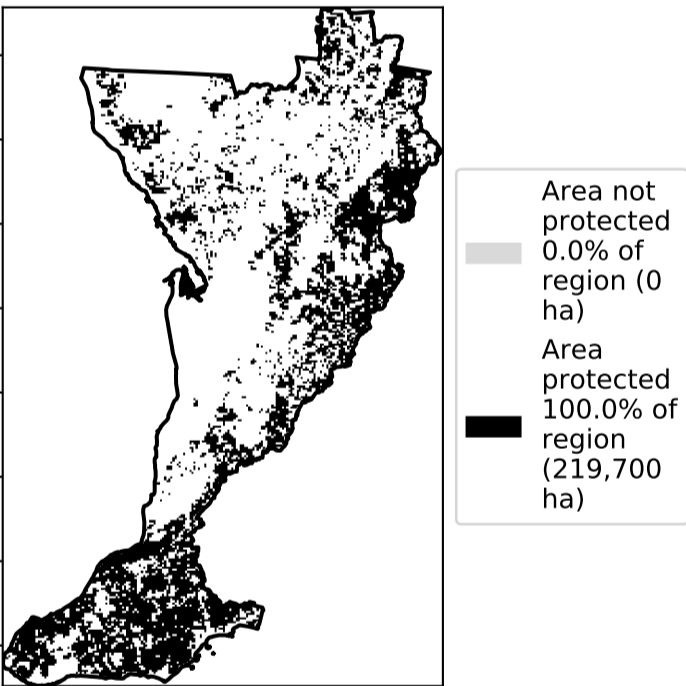 Area not
protected
0.0% of
region (0
ha)
Area
protected
100.0% of
region
(219,700
ha)